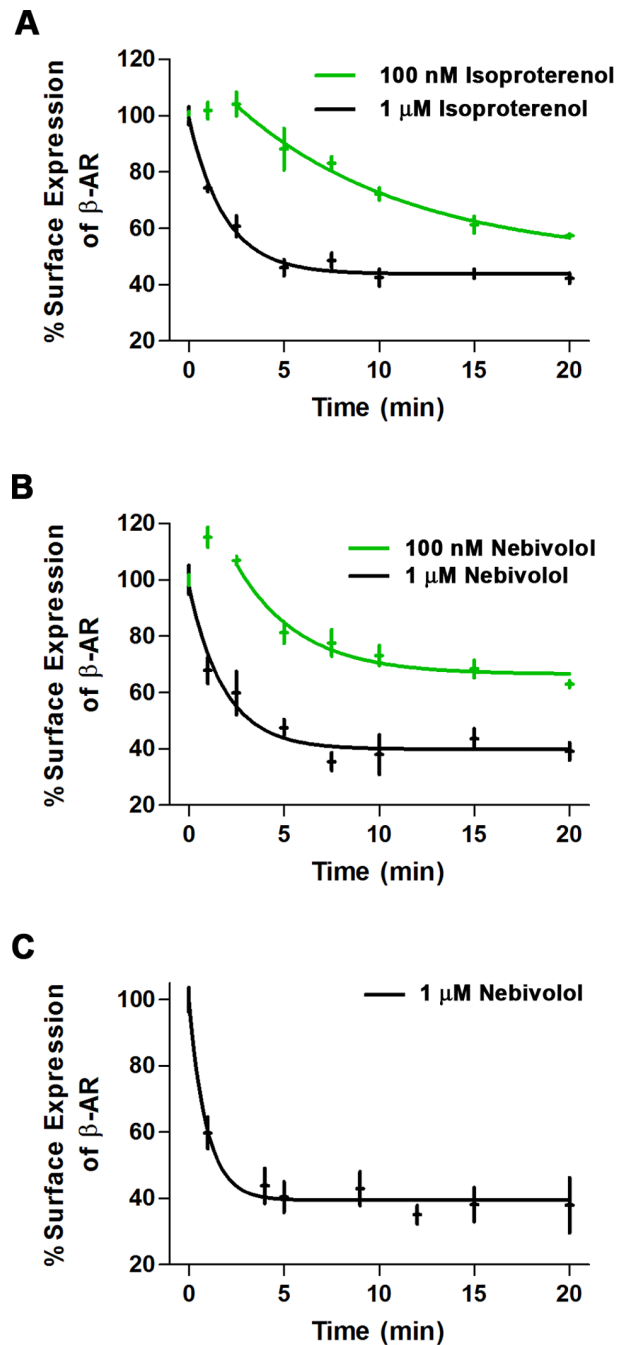 A
120
100
80
60
40
20
% Surface Expression
of β-AR
100 nM Isoproterenol
1 μM Isoproterenol
0 5 10 15 20
Time (min)
B
120
100
80
60
40
20
% Surface Expression
of β-AR
100 nM Nebivolol
1 μM Nebivolol
0 5 10 15 20
Time (min)
C
100
80
60
40
20
% Surface Expression
of β-AR
1 μM Nebivolol
0 5 10 15 20
Time (min)